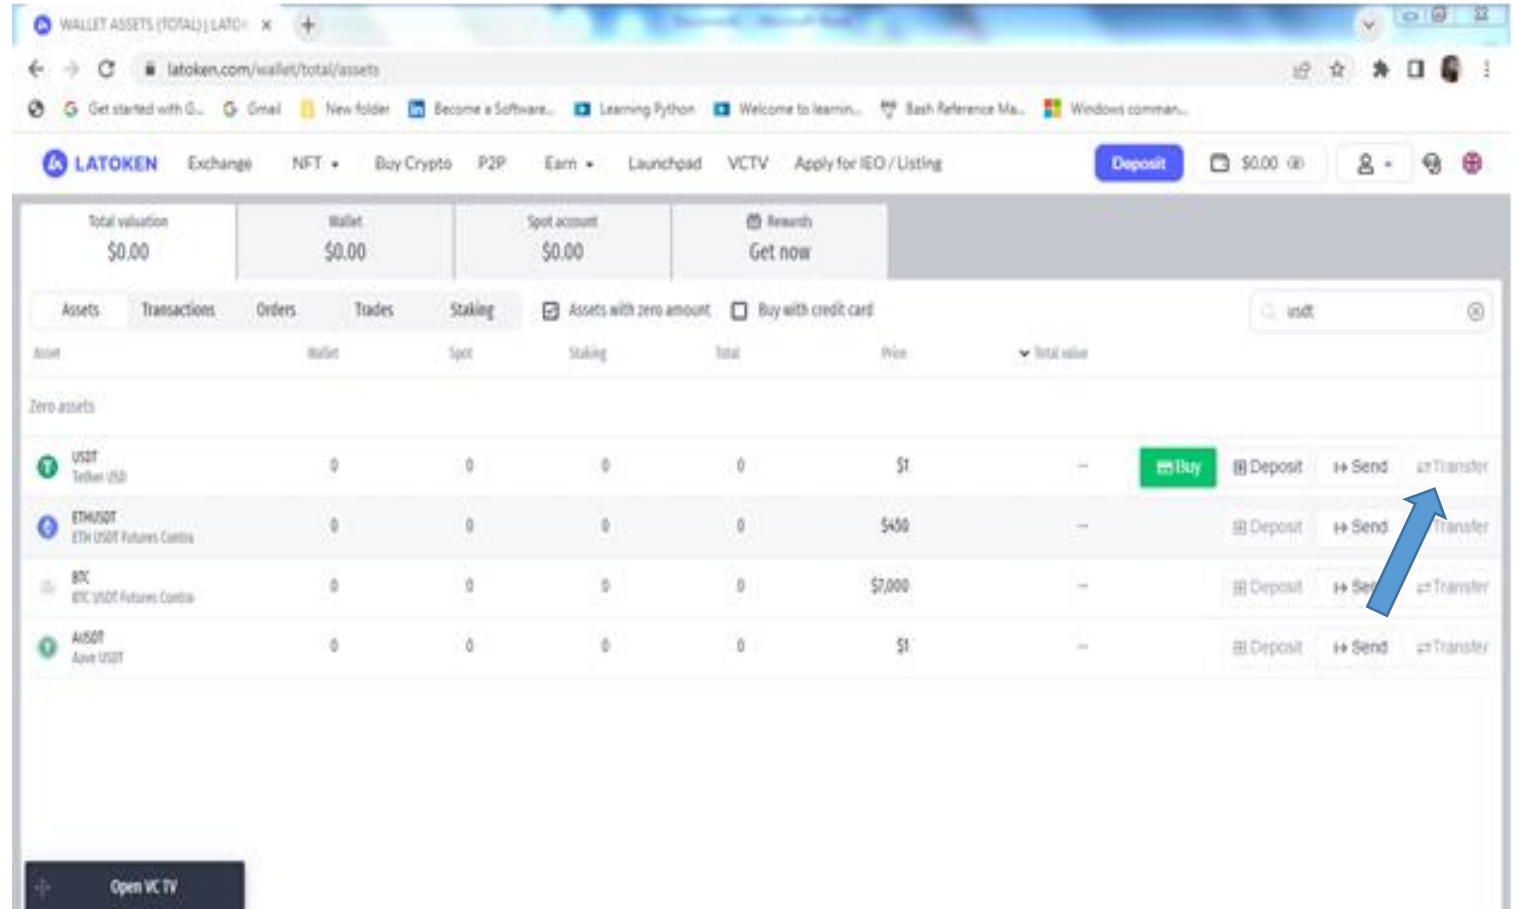 WALLET ASSETS (TOTAL) | LATO
latoken.com/wallet/total/assets
Get started with G... Gmail New folder Become a Software... Learning Python Welcome to learnin... Bash Reference Ma... Windows comman...
LATOKEN Exchange NFT Buy Crypto P2P Earn Launchpad VCTV Apply for IEO / Listing Deposit $0.00
Total valuation Wallet Spot account Rewards
$0.00 $0.00 $0.00 Get now
Assets Transactions Orders Trades Staking Assets with zero amount Buy with credit card usdt
Asset Wallet Spot Staking Total Price Total value
Zero assets
USDT 0 0 0 0 $1 -- Buy Deposit Send Transfer
Tether USD
ETHUSDT 0 0 0 0 $450 -- Deposit Send Transfer
ETH USDT Futures Contra
BTC 0 0 0 0 $7,000 -- Deposit Send Transfer
BTC USDT Futures Contra
AUSDT 0 0 0 0 $1 -- Deposit Send Transfer
Aave USDT
Open VC TV